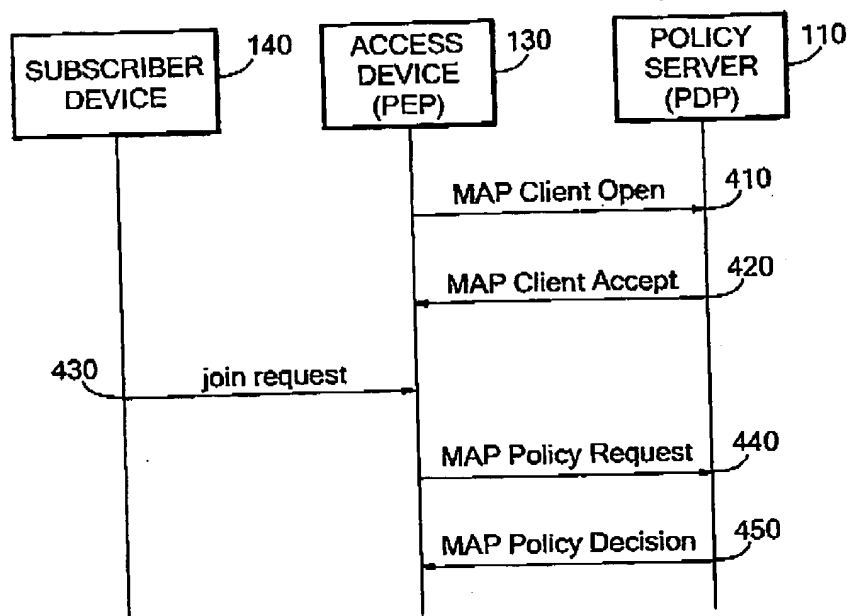 SUBSCRIBER
DEVICE
140
ACCESS
DEVICE
(PEP)
130
POLICY
SERVER
(PDP)
110
MAP Client Open
410
MAP Client Accept
420
430
join request
MAP Policy Request
440
MAP Policy Decision
450